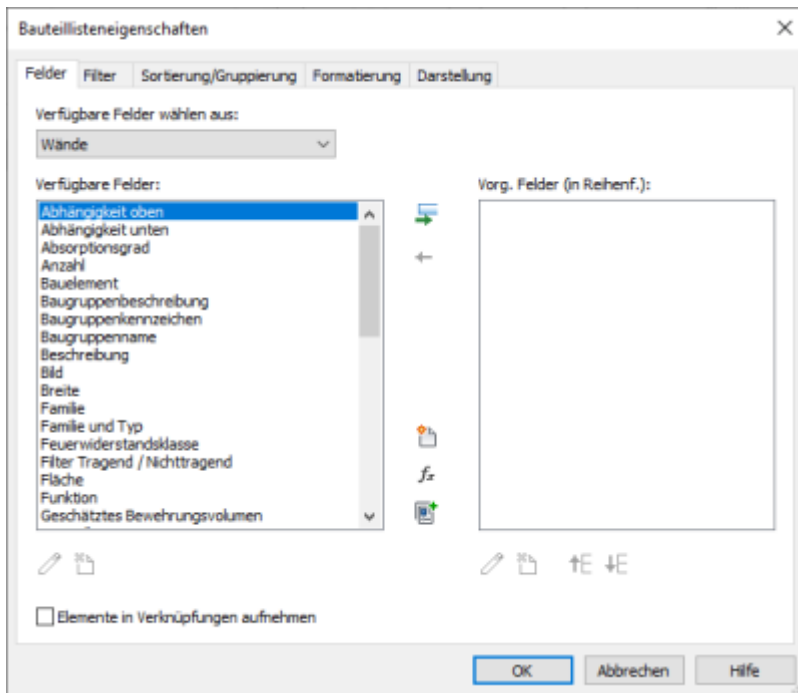 Bauteillisteneigenschaften
Felder Filter Sortierung/Gruppierung Formatierung Darstellung
Verfügbare Felder wählen aus:
Wände
Verfügbare Felder:
Vorg. Felder (in Reihenf.):
Abhängigkeit oben
Abhängigkeit unten
Absorptionsgrad
Anzahl
Bauelement
Baugruppenbeschreibung
Baugruppenkennzeichen
Baugruppenname
Beschreibung
Bild
Breite
Familie
Familie und Typ
Feuerwiderstandsklasse
Filter Tragend / Nichttragend
Fläche
Funktion
Geschätztes Bewehrungsvolumen
fx
Elemente in Verknüpfungen aufnehmen
OK Abbrechen Hilfe